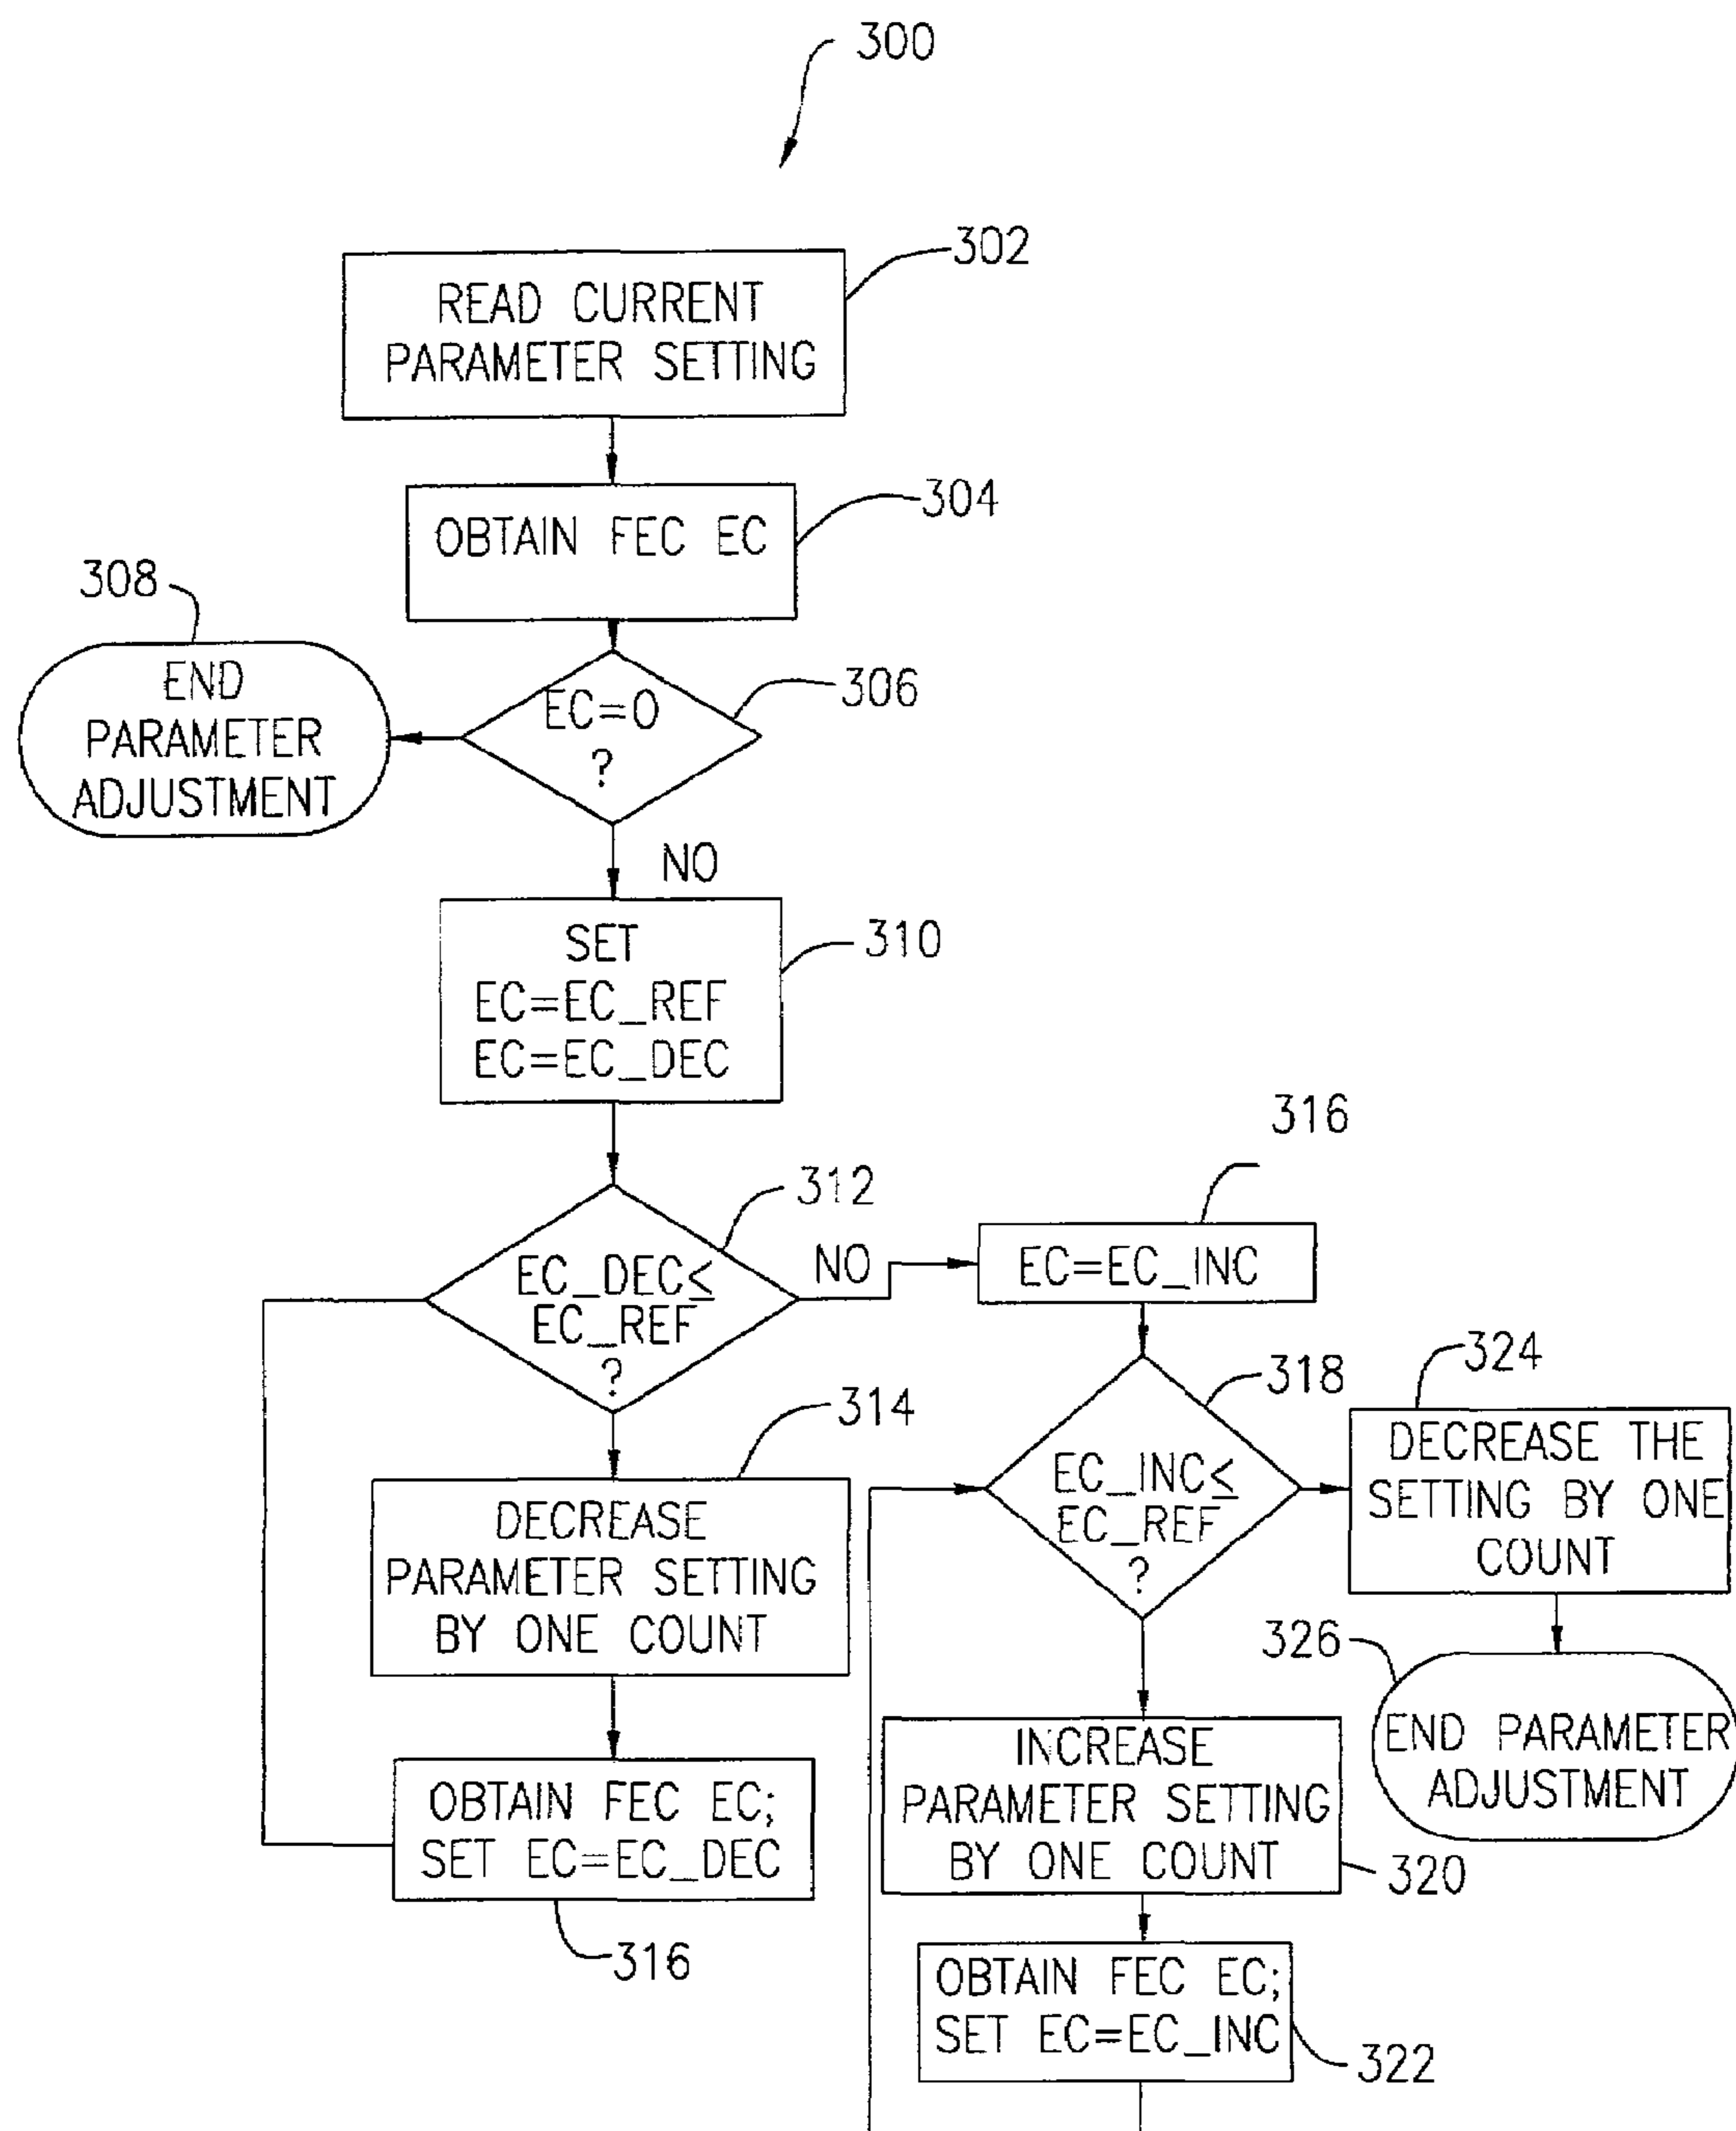 300
302
READ CURRENT
PARAMETER SETTING
304
OBTAIN FEC EC
308
END
PARAMETER
ADJUSTMENT
306
EC=0
?
NO
310
SET
EC=EC_REF
EC=EC_DEC
312
EC_DEC≤
EC_REF
?
NO
316
EC=EC_INC
314
DECREASE
PARAMETER SETTING
BY ONE COUNT
OBTAIN FEC EC;
SET EC=EC_DEC
316
318
EC_INC≤
EC_REF
?
324
DECREASE THE
SETTING BY ONE
COUNT
326
END PARAMETER
ADJUSTMENT
INCREASE
PARAMETER SETTING
BY ONE COUNT
320
OBTAIN FEC EC;
SET EC=EC_INC
322